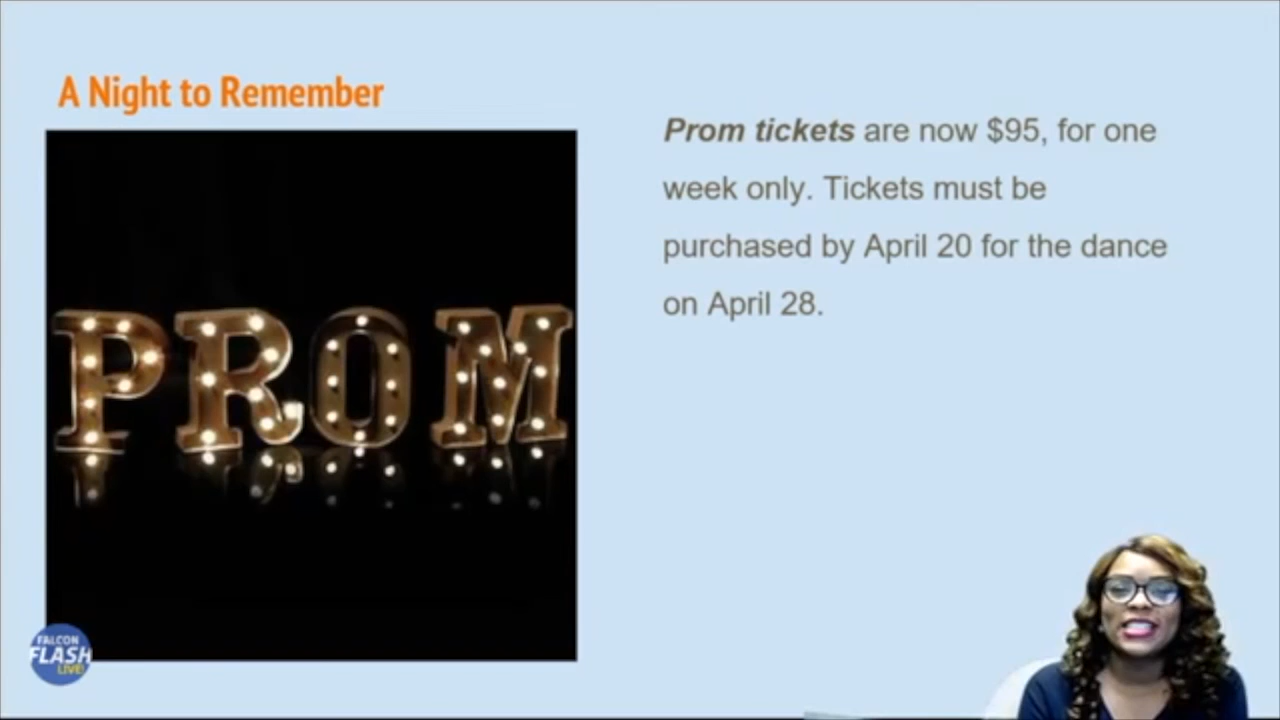 A Night to Remember
Prom tickets are now $95, for one
week only. Tickets must be
purchased by April 20 for the dance
on April 28.
PROM
FALCON
FLASH
LIVE!